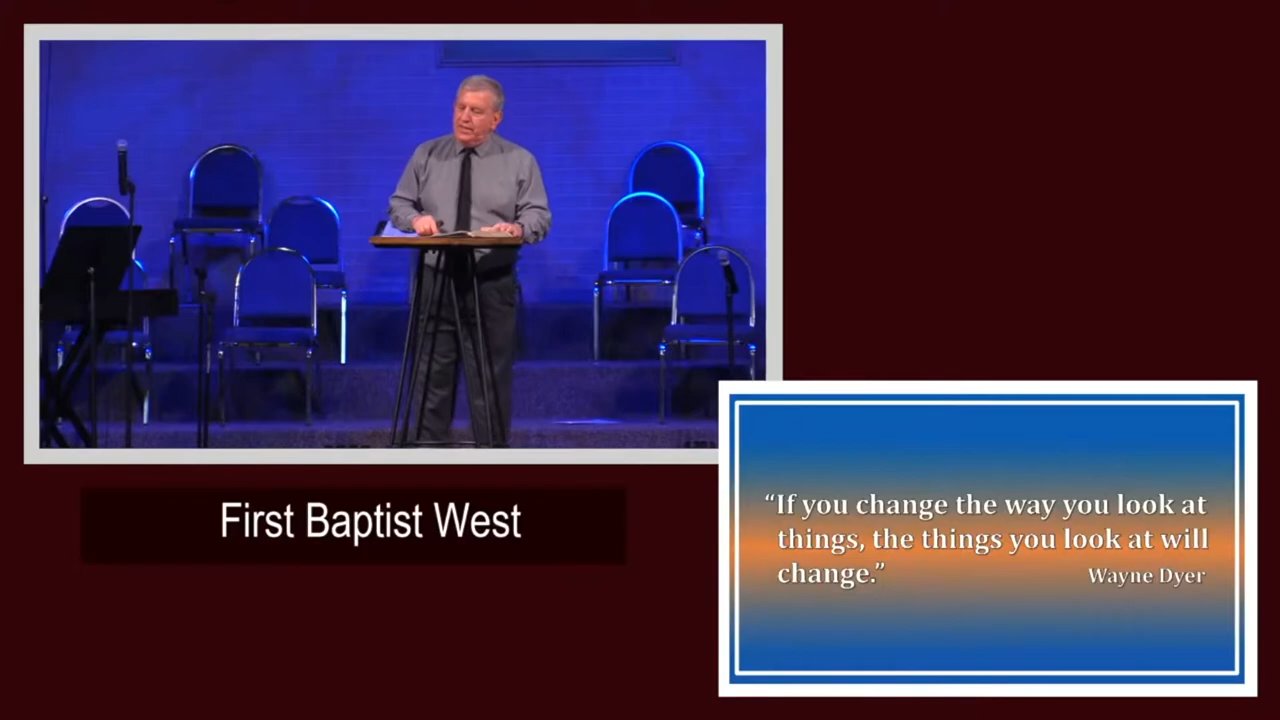 First Baptist West
“If you change the way you look at
things, the things you look at will
change.”
Wayne Dyer